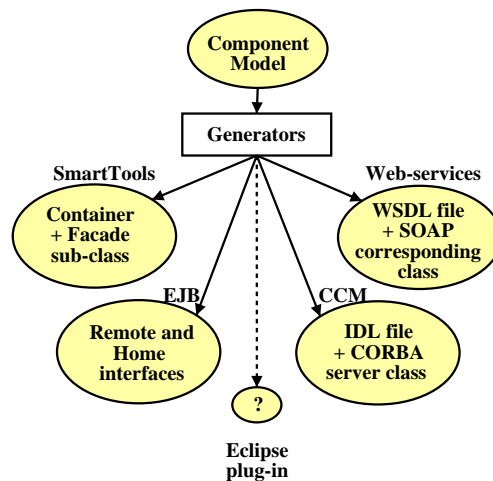 Component
Model
Generators
SmartTools
Web-services
Container
+ Facade
sub-class
WSDL file
+ SOAP
corresponding
class
EJB
CCM
Remote and
Home
interfaces
IDL file
+ CORBA
server class
?
Eclipse
plug-in